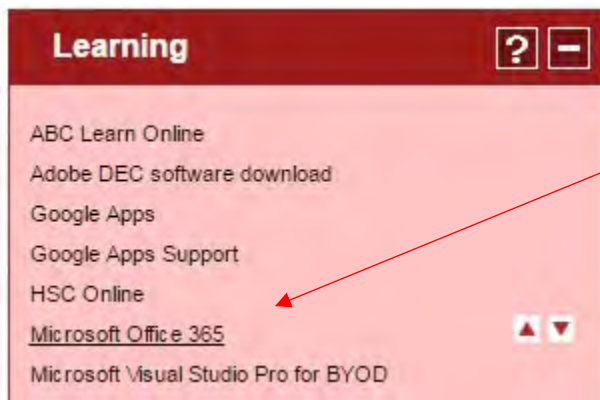 Learning ? -
ABC Learn Online
Adobe DEC software download
Google Apps
Google Apps Support
HSC Online
Microsoft Office 365
Microsoft Visual Studio Pro for BYOD